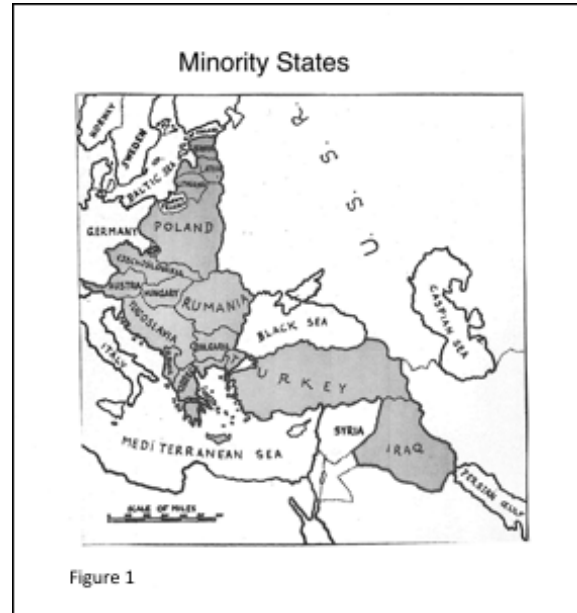 Minority States
NORWAY
SWEDEN
BALTIC SEA
R. S. S. U
LATVIA
GERMANY
POLAND
CZECHOSLOVAKIA
AUSTRIA
HUNGARY
RUMANIA
YUGOSLAVIA
ITALY
BULGARIA
BLACK SEA
CASPIAN SEA
TURKEY
SYRIA
IRAQ
MEDITERRANEAN SEA
PERSIAN GULF
SCALE OF MILES
Figure 1